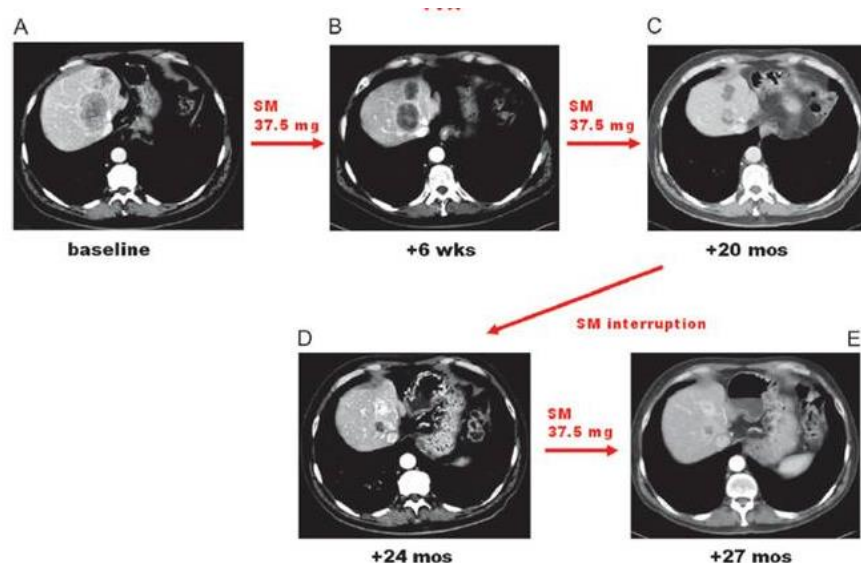 A
B
C
SM
37.5 mg
SM
37.5 mg
baseline
+6 wks
+20 mos
SM interruption
D
E
SM
37.5 mg
+24 mos
+27 mos